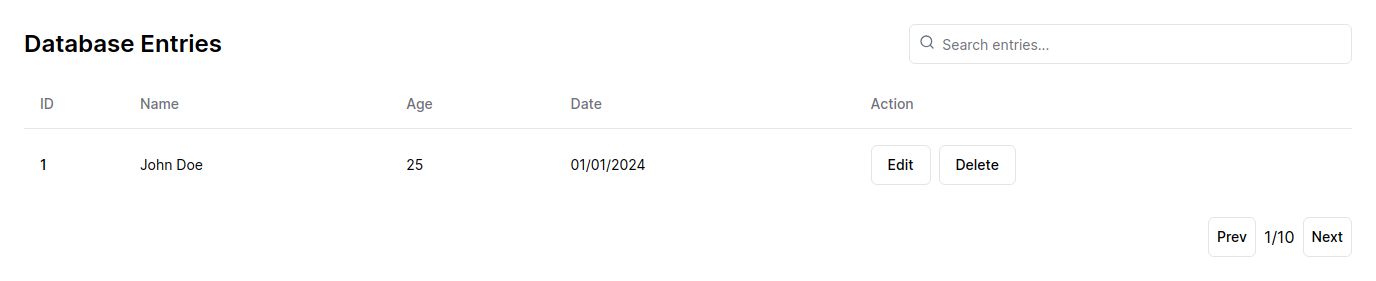 Database Entries
Search entries...
ID Name Age Date Action
1 John Doe 25 01/01/2024 Edit Delete
Prev 1/10 Next